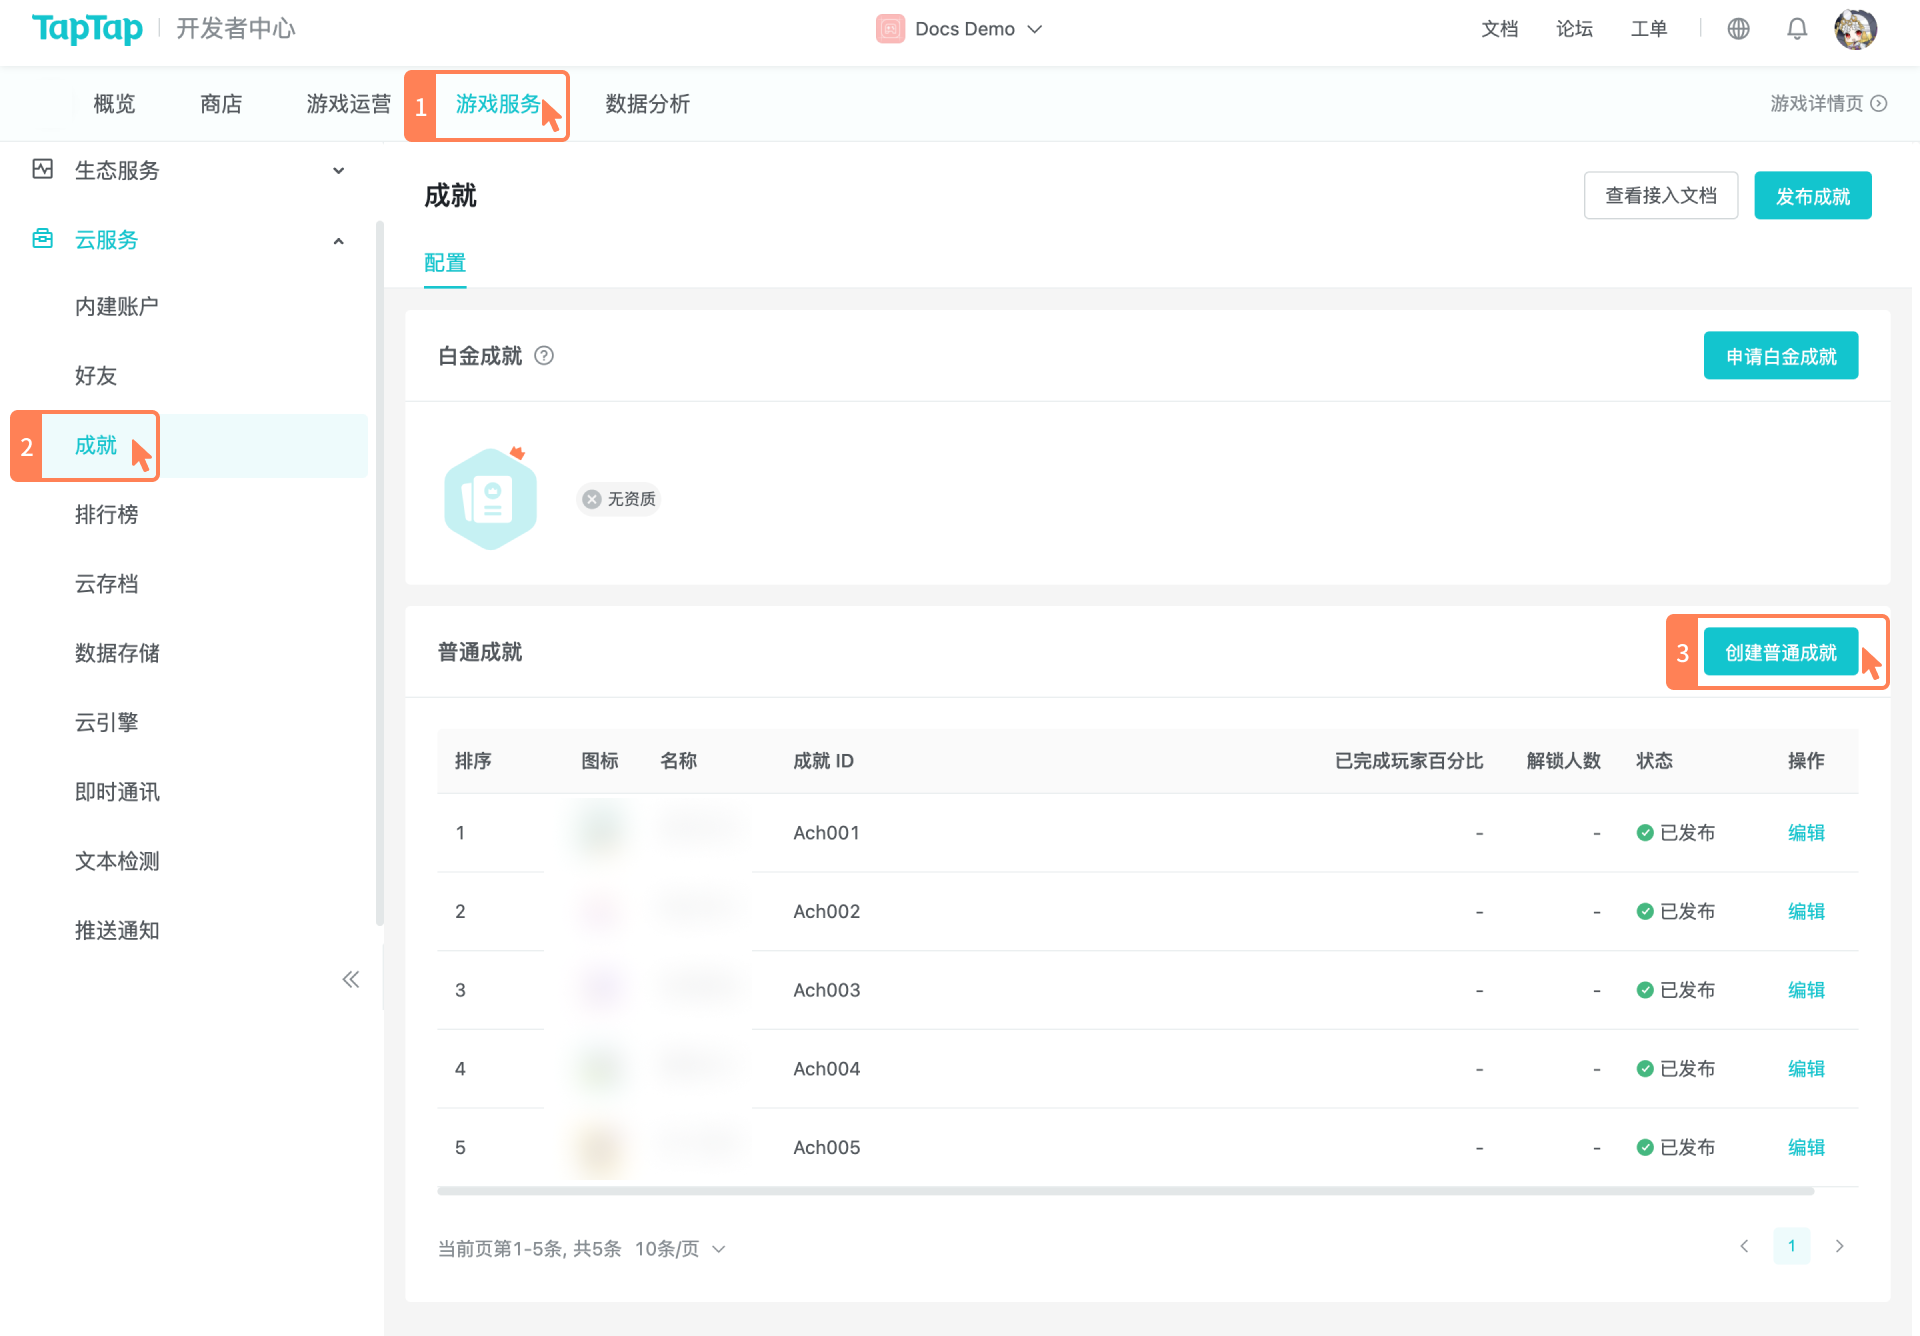 TapTap 开发者中心 Docs Demo 文档 论坛 工单
概览 商店 游戏运营 1 游戏服务 数据分析 游戏详情页
生态服务
云服务
内建账户
好友
2 成就
排行榜
云存档
数据存储
云引擎
即时通讯
文本检测
推送通知
成就 查看接入文档 发布成就
配置
白金成就 申请白金成就
无资质
普通成就 3 创建普通成就
排序 图标 名称 成就 ID 已完成玩家百分比 解锁人数 状态 操作
1 Ach001 - - 已发布 编辑
2 Ach002 - - 已发布 编辑
3 Ach003 - - 已发布 编辑
4 Ach004 - - 已发布 编辑
5 Ach005 - - 已发布 编辑
当前页第1-5条, 共5条 10条/页 1